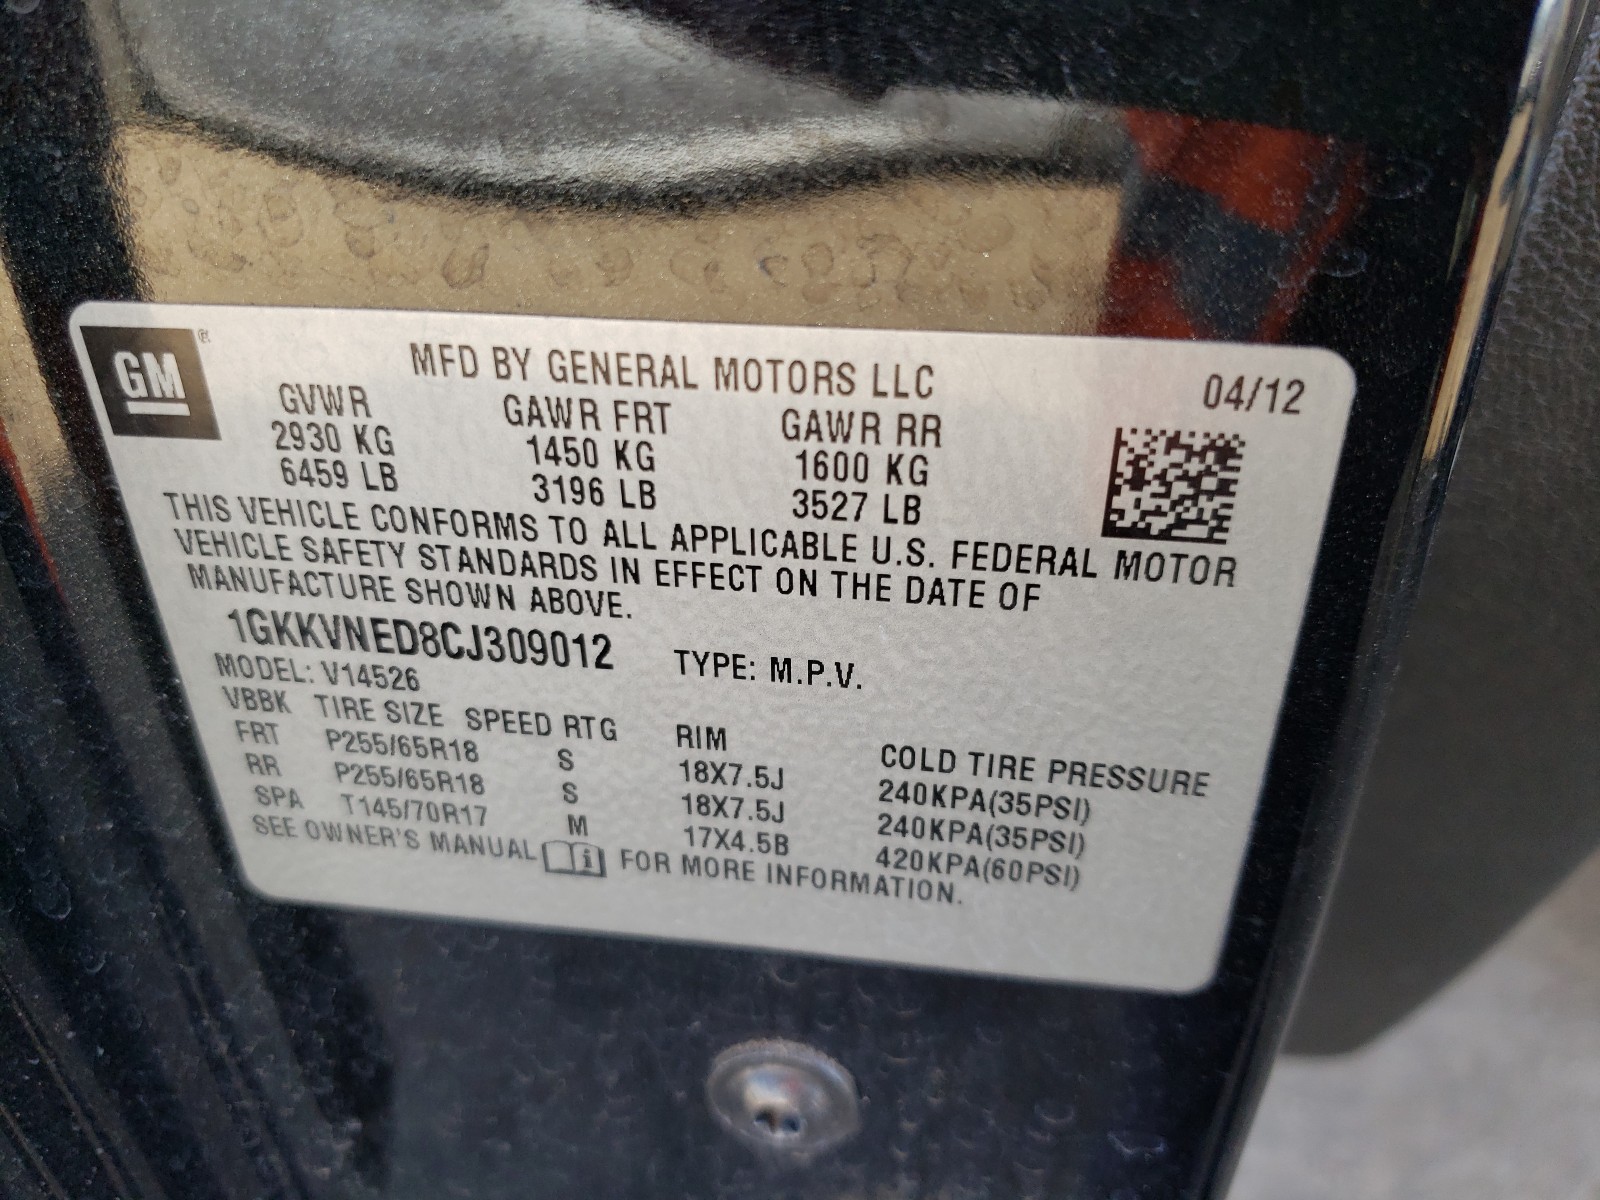 GM ®
MFD BY GENERAL MOTORS LLC
04/12
GVWR GAWR FRT GAWR RR
2930 KG 1450 KG 1600 KG
6459 LB 3196 LB 3527 LB
THIS VEHICLE CONFORMS TO ALL APPLICABLE U.S. FEDERAL MOTOR
VEHICLE SAFETY STANDARDS IN EFFECT ON THE DATE OF
MANUFACTURE SHOWN ABOVE.
1GKKVNED8CJ309012 TYPE: M.P.V.
MODEL: V14526
VBBK TIRE SIZE SPEED RTG RIM COLD TIRE PRESSURE
FRT P255/65R18 S 18X7.5J 240KPA(35PSI)
RR P255/65R18 S 18X7.5J 240KPA(35PSI)
SPA T145/70R17 M 17X4.5B 420KPA(60PSI)
SEE OWNER'S MANUAL i FOR MORE INFORMATION.